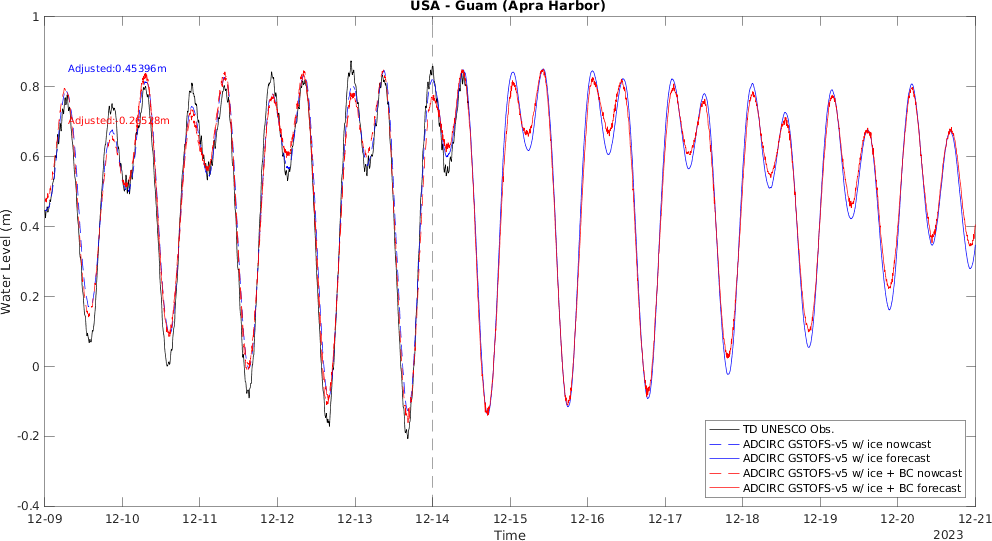 USA - Guam (Apra Harbor)
Adjusted:0.45396m
Adjusted:-0.26528m
1
0.8
0.6
0.4
0.2
0
-0.2
-0.4
Water Level (m)
TD UNESCO Obs.
ADCIRC GSTOFS-v5 w/ ice nowcast
ADCIRC GSTOFS-v5 w/ ice forecast
ADCIRC GSTOFS-v5 w/ ice + BC nowcast
ADCIRC GSTOFS-v5 w/ ice + BC forecast
12-09 12-10 12-11 12-12 12-13 12-14 12-15 12-16 12-17 12-18 12-19 12-20 12-21
Time
2023